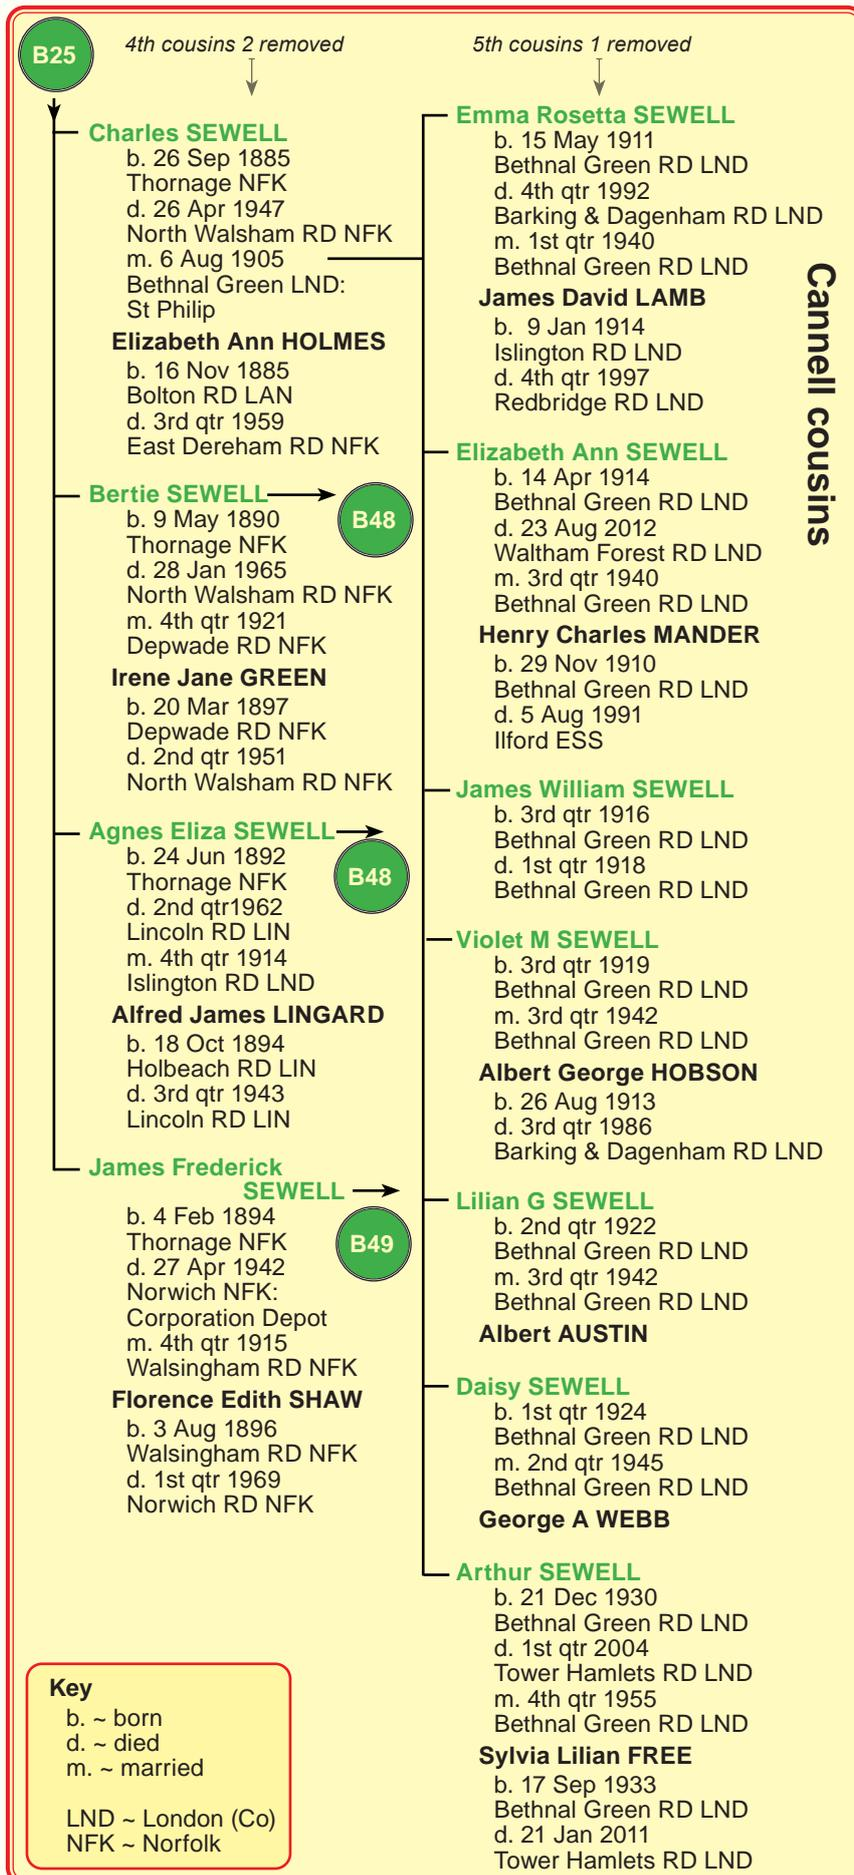 B25
4th cousins 2 removed
5th cousins 1 removed
Charles SEWELL
b. 26 Sep 1885
Thornage NFK
d. 26 Apr 1947
North Walsham RD NFK
m. 6 Aug 1905
Bethnal Green LND:
St Philip
Elizabeth Ann HOLMES
b. 16 Nov 1885
Bolton RD LAN
d. 3rd qtr 1959
East Dereham RD NFK
Bertie SEWELL
B48
b. 9 May 1890
Thornage NFK
d. 28 Jan 1965
North Walsham RD NFK
m. 4th qtr 1921
Depwade RD NFK
Irene Jane GREEN
b. 20 Mar 1897
Depwade RD NFK
d. 2nd qtr 1951
North Walsham RD NFK
Agnes Eliza SEWELL
B48
b. 24 Jun 1892
Thornage NFK
d. 2nd qtr1962
Lincoln RD LIN
m. 4th qtr 1914
Islington RD LND
Alfred James LINGARD
b. 18 Oct 1894
Holbeach RD LIN
d. 3rd qtr 1943
Lincoln RD LIN
James Frederick
SEWELL
B49
b. 4 Feb 1894
Thornage NFK
d. 27 Apr 1942
Norwich NFK:
Corporation Depot
m. 4th qtr 1915
Walsingham RD NFK
Florence Edith SHAW
b. 3 Aug 1896
Walsingham RD NFK
d. 1st qtr 1969
Norwich RD NFK
Emma Rosetta SEWELL
b. 15 May 1911
Bethnal Green RD LND
d. 4th qtr 1992
Barking & Dagenham RD LND
m. 1st qtr 1940
Bethnal Green RD LND
James David LAMB
b. 9 Jan 1914
Islington RD LND
d. 4th qtr 1997
Redbridge RD LND
Elizabeth Ann SEWELL
b. 14 Apr 1914
Bethnal Green RD LND
d. 23 Aug 2012
Waltham Forest RD LND
m. 3rd qtr 1940
Bethnal Green RD LND
Henry Charles MANDER
b. 29 Nov 1910
Bethnal Green RD LND
d. 5 Aug 1991
Ilford ESS
James William SEWELL
b. 3rd qtr 1916
Bethnal Green RD LND
d. 1st qtr 1918
Bethnal Green RD LND
Violet M SEWELL
b. 3rd qtr 1919
Bethnal Green RD LND
m. 3rd qtr 1942
Bethnal Green RD LND
Albert George HOBSON
b. 26 Aug 1913
d. 3rd qtr 1986
Barking & Dagenham RD LND
Lilian G SEWELL
b. 2nd qtr 1922
Bethnal Green RD LND
m. 3rd qtr 1942
Bethnal Green RD LND
Albert AUSTIN
Daisy SEWELL
b. 1st qtr 1924
Bethnal Green RD LND
m. 2nd qtr 1945
Bethnal Green RD LND
George A WEBB
Arthur SEWELL
b. 21 Dec 1930
Bethnal Green RD LND
d. 1st qtr 2004
Tower Hamlets RD LND
m. 4th qtr 1955
Bethnal Green RD LND
Sylvia Lilian FREE
b. 17 Sep 1933
Bethnal Green RD LND
d. 21 Jan 2011
Tower Hamlets RD LND
Cannell cousins
Key
b. ~ born
d. ~ died
m. ~ married
LND ~ London (Co)
NFK ~ Norfolk